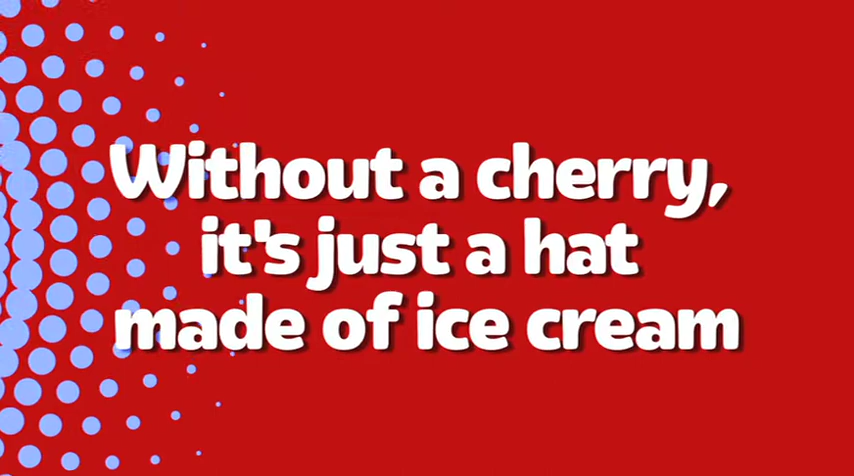 Without a cherry,
it's just a hat
made of ice cream